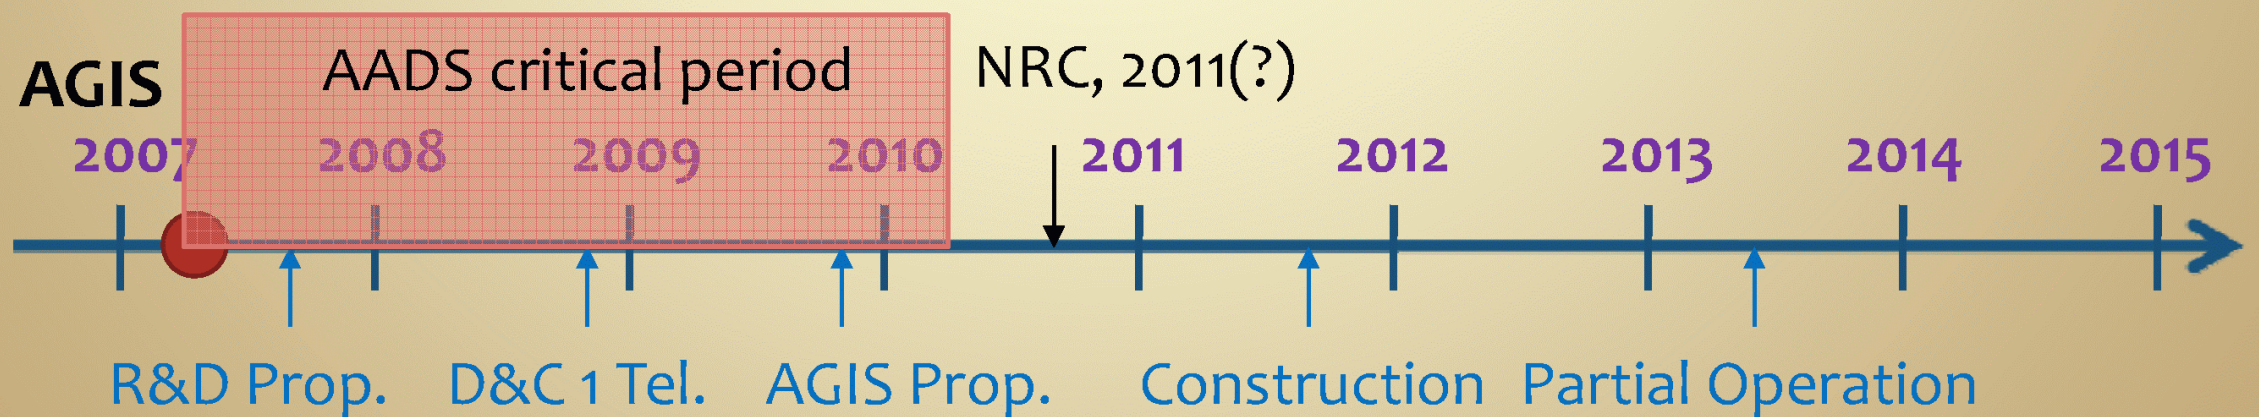 AGIS
AADS critical period
NRC, 2011(?)
2007 2008 2009 2010 2011 2012 2013 2014 2015
R&D Prop. D&C 1 Tel. AGIS Prop. Construction Partial Operation